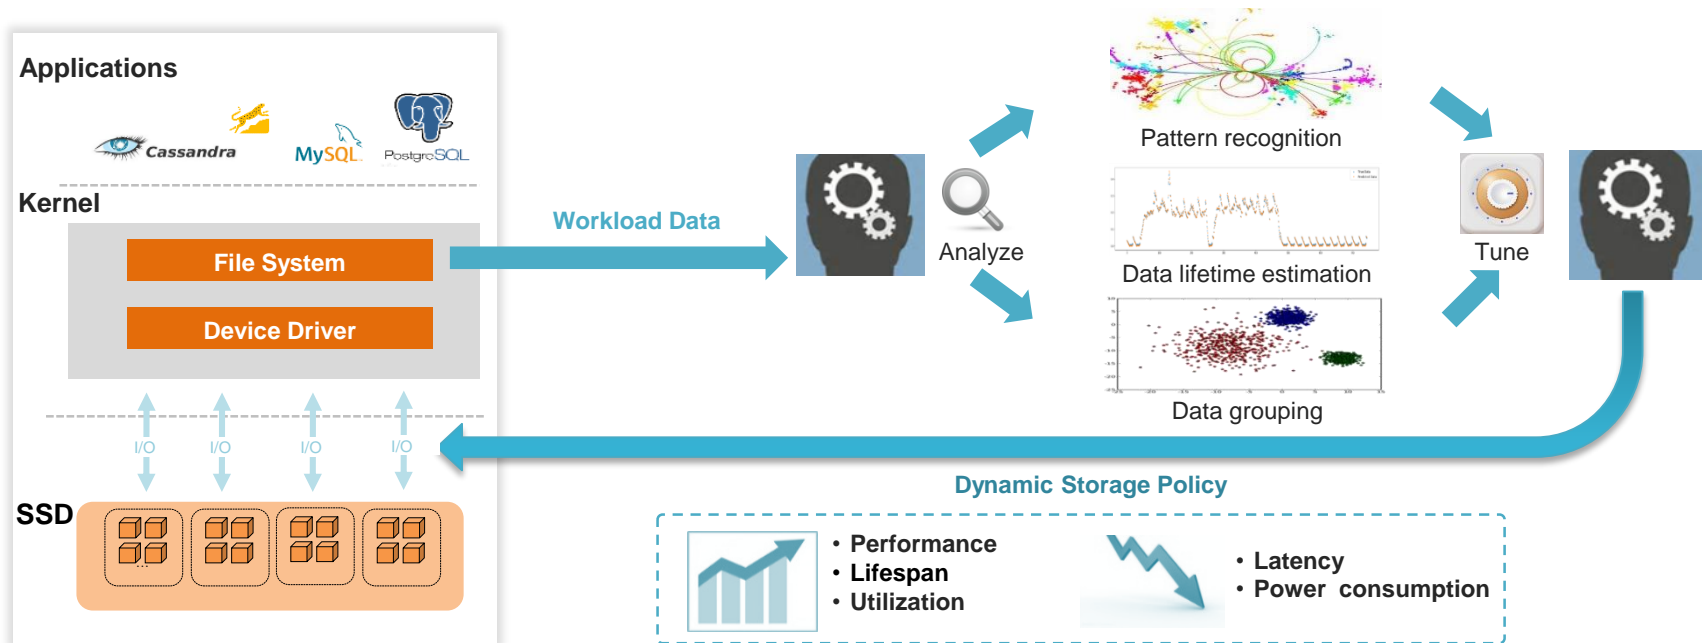 Applications
Cassandra
MySQL
PostgreSQL
Kernel
File System
Device Driver
I/O
I/O
I/O
I/O
SSD
...
Workload Data
Analyze
Pattern recognition
Data lifetime estimation
Data grouping
Tune
Dynamic Storage Policy
• Performance
• Lifespan
• Utilization
• Latency
• Power consumption